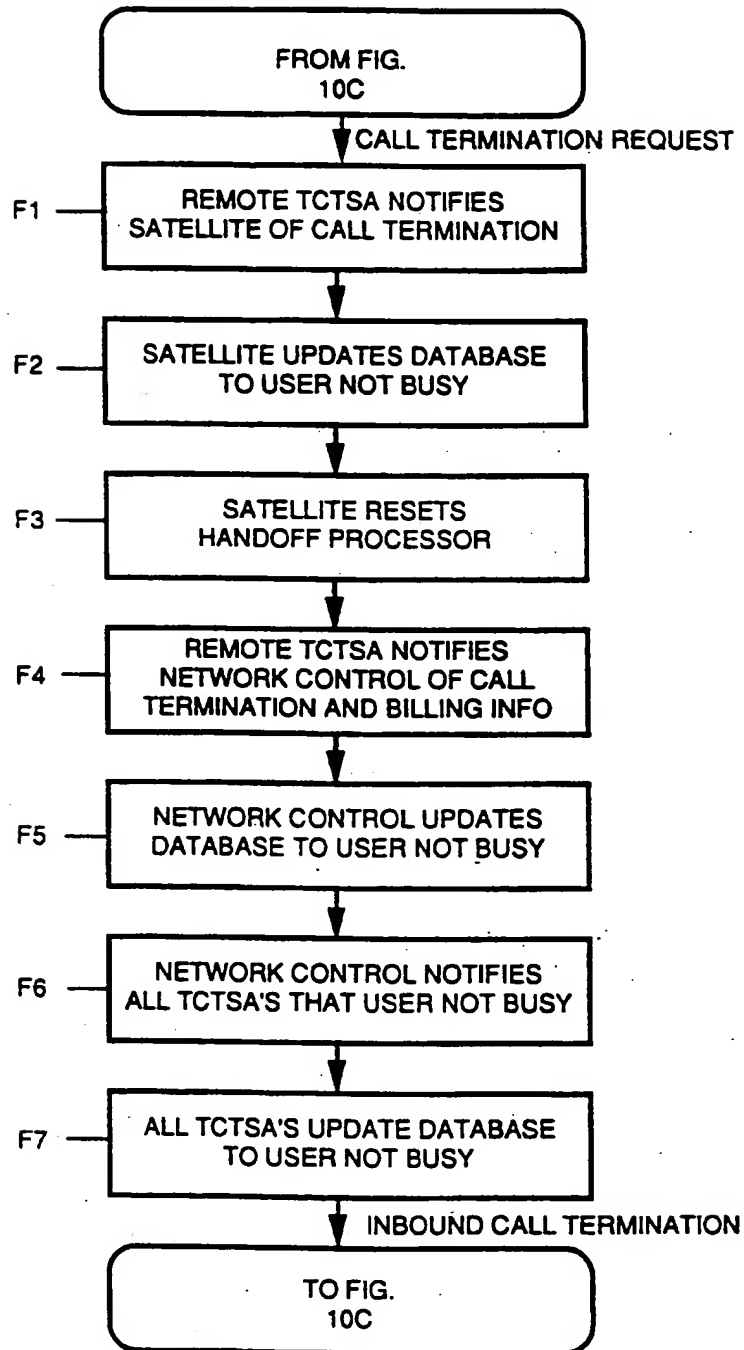 FROM FIG.
10C
CALL TERMINATION REQUEST
F1
REMOTE TCTSA NOTIFIES
SATELLITE OF CALL TERMINATION
F2
SATELLITE UPDATES DATABASE
TO USER NOT BUSY
F3
SATELLITE RESETS
HANDOFF PROCESSOR
F4
REMOTE TCTSA NOTIFIES
NETWORK CONTROL OF CALL
TERMINATION AND BILLING INFO
F5
NETWORK CONTROL UPDATES
DATABASE TO USER NOT BUSY
F6
NETWORK CONTROL NOTIFIES
ALL TCTSA'S THAT USER NOT BUSY
F7
ALL TCTSA'S UPDATE DATABASE
TO USER NOT BUSY
INBOUND CALL TERMINATION
TO FIG.
10C